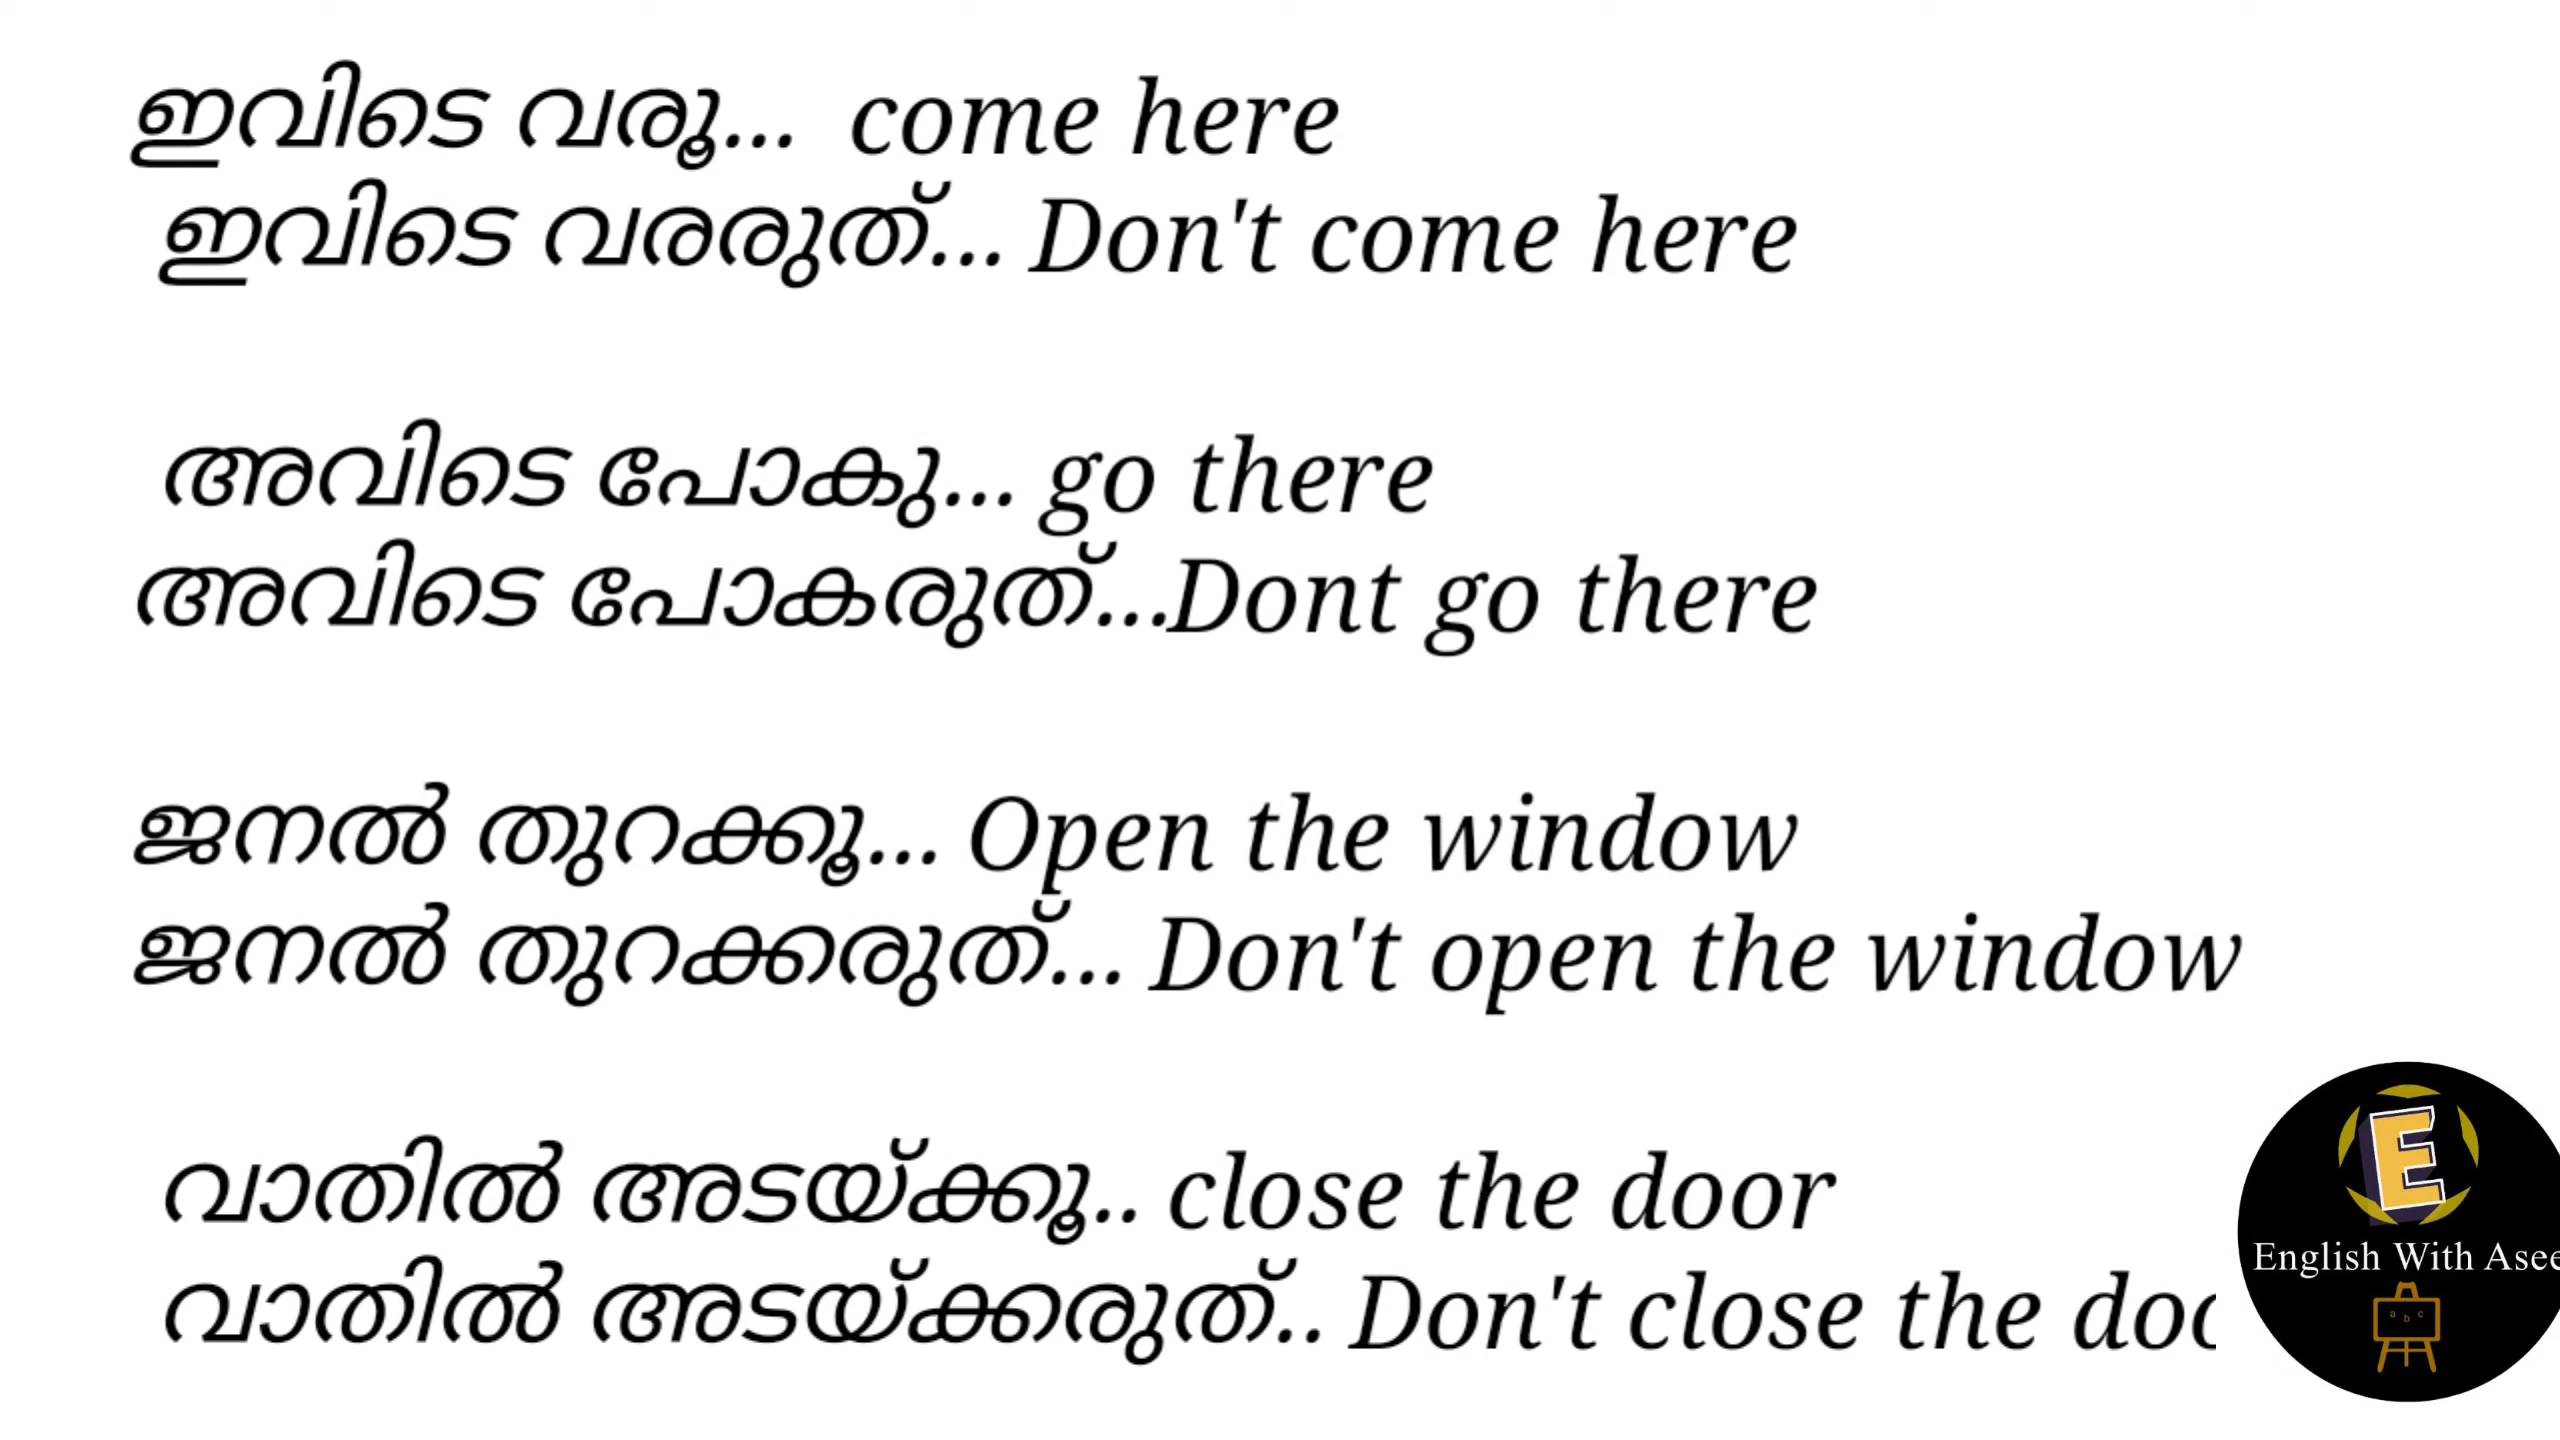 ഇവിടെ വരൂ...  come here
ഇവിടെ വരരുത്... Don't come here
അവിടെ പോകു... go there
അവിടെ പോകരുത്...Dont go there
ജനൽ തുറക്കൂ... Open the window
ജനൽ തുറക്കരുത്... Don't open the window
വാതിൽ അടയ്ക്കൂ.. close the door
വാതിൽ അടയ്ക്കരുത്.. Don't close the
English With
a b c